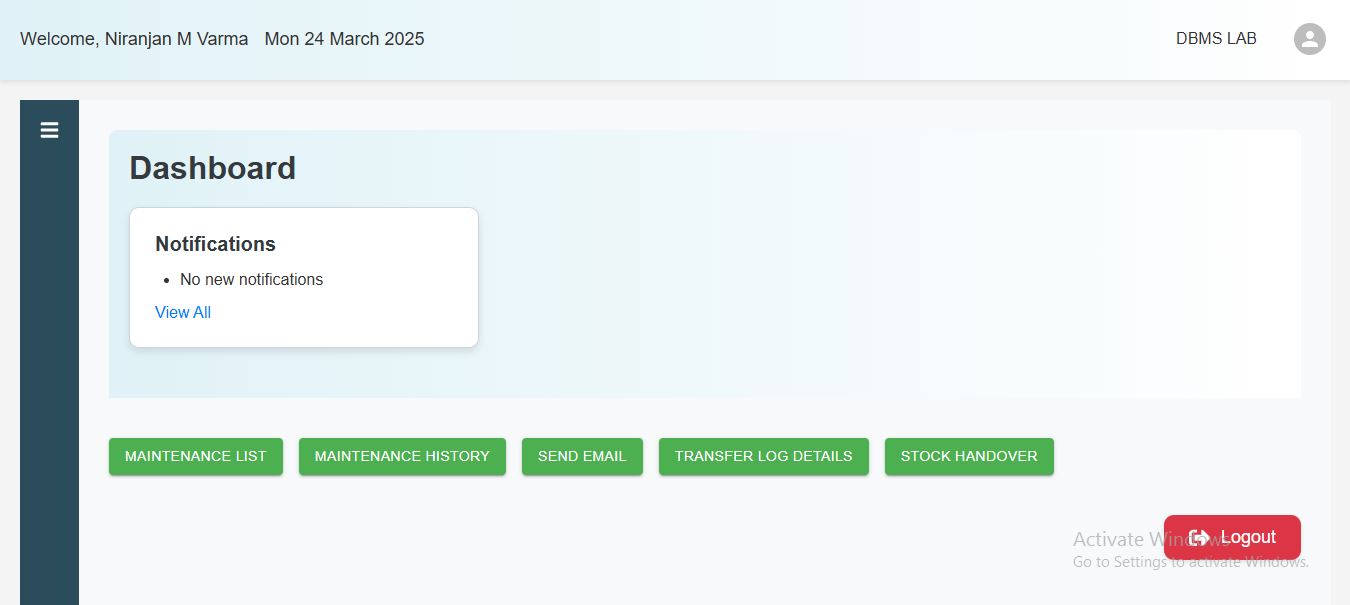 Welcome, Niranjan M Varma Mon 24 March 2025 DBMS LAB
Dashboard
Notifications
• No new notifications
View All
MAINTENANCE LIST MAINTENANCE HISTORY SEND EMAIL TRANSFER LOG DETAILS STOCK HANDOVER
Logout
Activate Windows
Go to Settings to activate Windows.